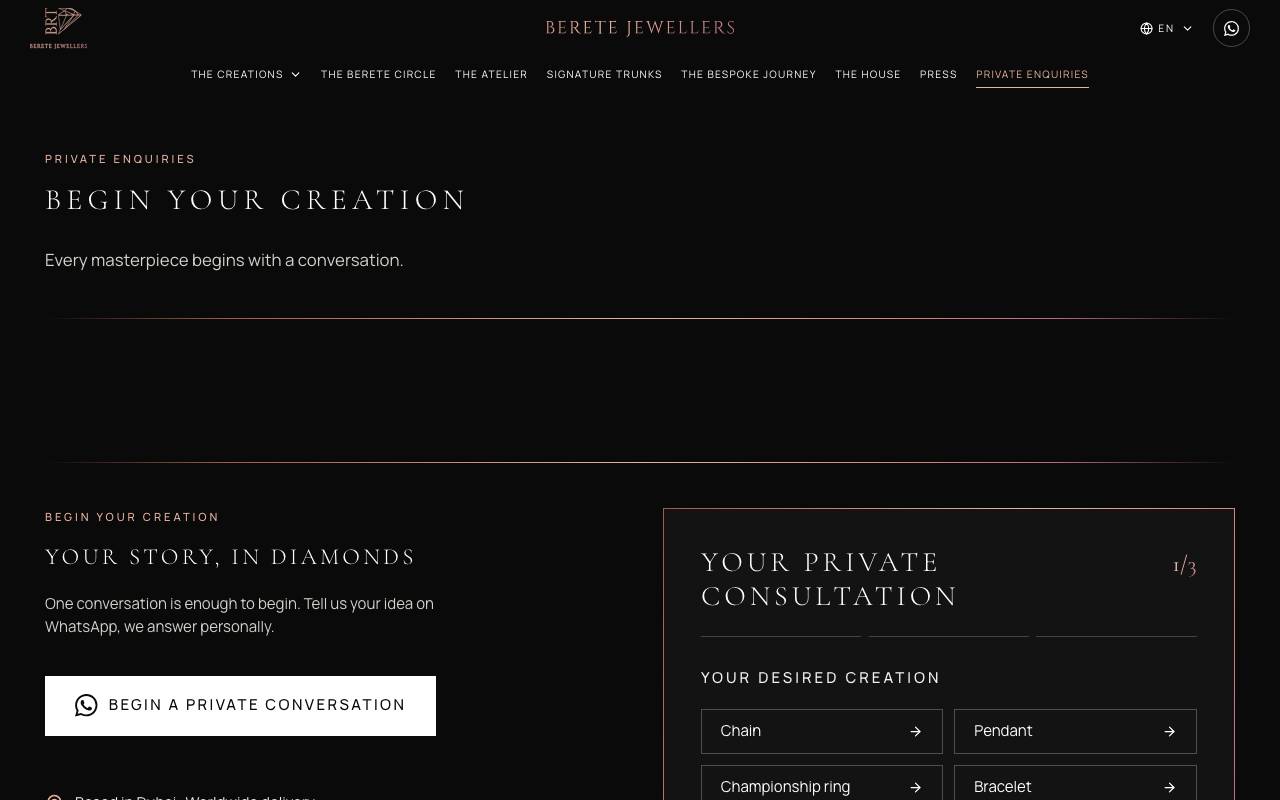 BRT
BERETE JEWELLERS
BERETE JEWELLERS
EN
THE CREATIONS
THE BERETE CIRCLE
THE ATELIER
SIGNATURE TRUNKS
THE BESPOKE JOURNEY
THE HOUSE
PRESS
PRIVATE ENQUIRIES
PRIVATE ENQUIRIES
BEGIN YOUR CREATION
Every masterpiece begins with a conversation.
BEGIN YOUR CREATION
YOUR STORY, IN DIAMONDS
One conversation is enough to begin. Tell us your idea on
WhatsApp, we answer personally.
BEGIN A PRIVATE CONVERSATION
YOUR PRIVATE
CONSULTATION
1/3
YOUR DESIRED CREATION
Chain
Pendant
Championship ring
Bracelet